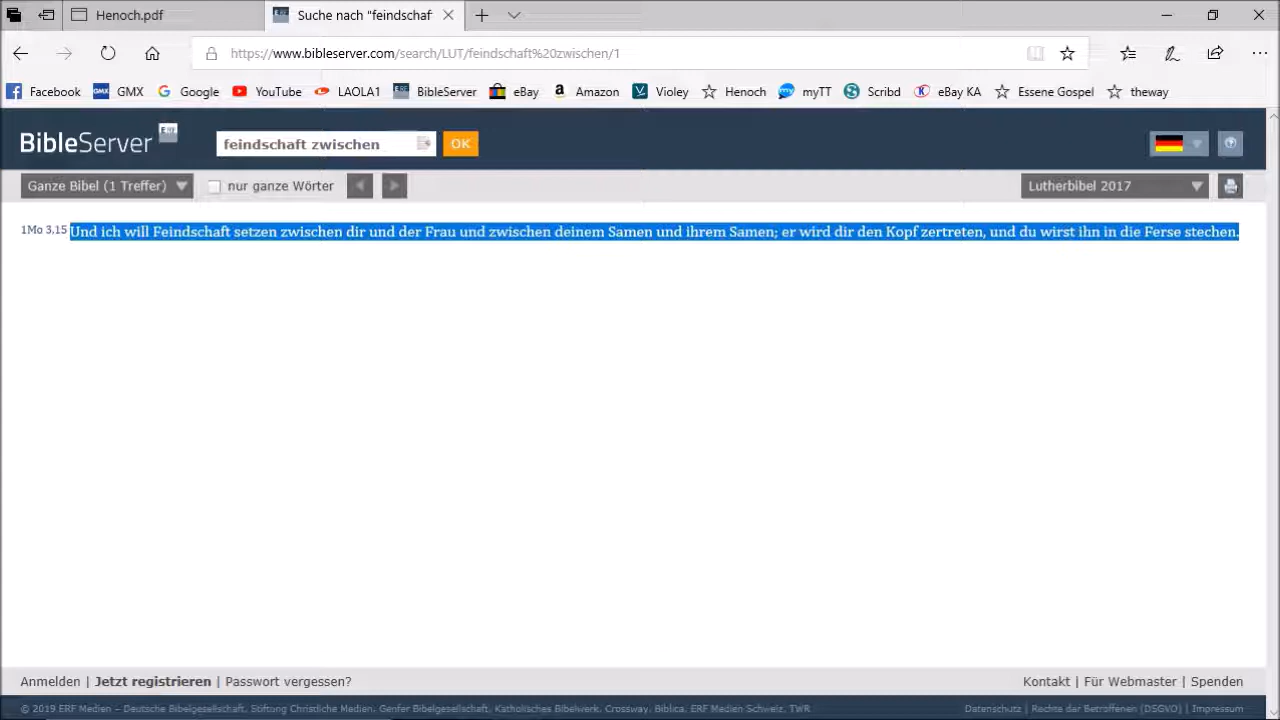 Henoch.pdf
Suche nach "feindschaf
https://www.bibleserver.com/search/LUT/feindschaft%20zwischen/1
Facebook GMX Google YouTube LAOLA1 BibleServer eBay Amazon Violey Henoch myTT Scribd eBay KA Essene Gospel theway
BibleServer ERF feindschaft zwischen OK
Ganze Bibel (1 Treffer) nur ganze Wörter Lutherbibel 2017
1Mo 3,15 Und ich will Feindschaft setzen zwischen dir und der Frau und zwischen deinem Samen und ihrem Samen; er wird dir den Kopf zertreten, und du wirst ihn in die Ferse stechen.
Anmelden | Jetzt registrieren | Passwort vergessen? Kontakt | Für Webmaster | Spenden
© 2019 ERF Medien – Deutsche Bibelgesellschaft, Stiftung Christliche Medien, Genfer Bibelgesellschaft, Katholisches Bibelwerk, Crossway, Biblica, ERF Medien Schweiz, TWR Datenschutz | Rechte der Betroffenen (DSGVO) | Impressum